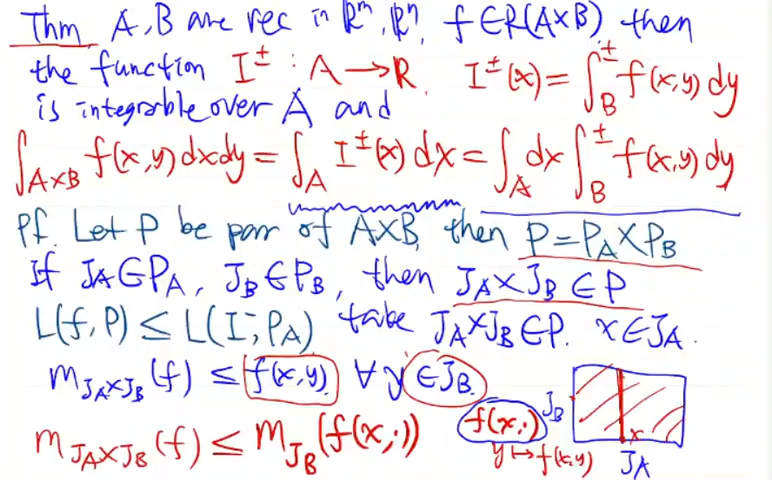 Thm A, B are rec in ℝᵐ, ℝⁿ, f∈R(A×B) then
the function I^± : A → R. I^±(x) = ∫_B^± f(x,y) dy
is integrable over A and
∫_{A×B} f(x,y) dxdy = ∫_A I^±(x) dx = ∫_A dx ∫_B^± f(x,y) dy
Pf. Let P be par of A×B, then P=P_A×P_B
If J_A∈P_A, J_B∈P_B, then J_A×J_B ∈ P
L(f,P) ≤ L(I^-, P_A) take J_A×J_B∈P. x∈J_A.
m_{J_A×J_B}(f) ≤ f(x,y) ∀ y ∈J_B.
m_{J_A×J_B}(f) ≤ m_{J_B}(f(x,·)) f(x,·) J_B x
y ↦ f(x,y) J_A